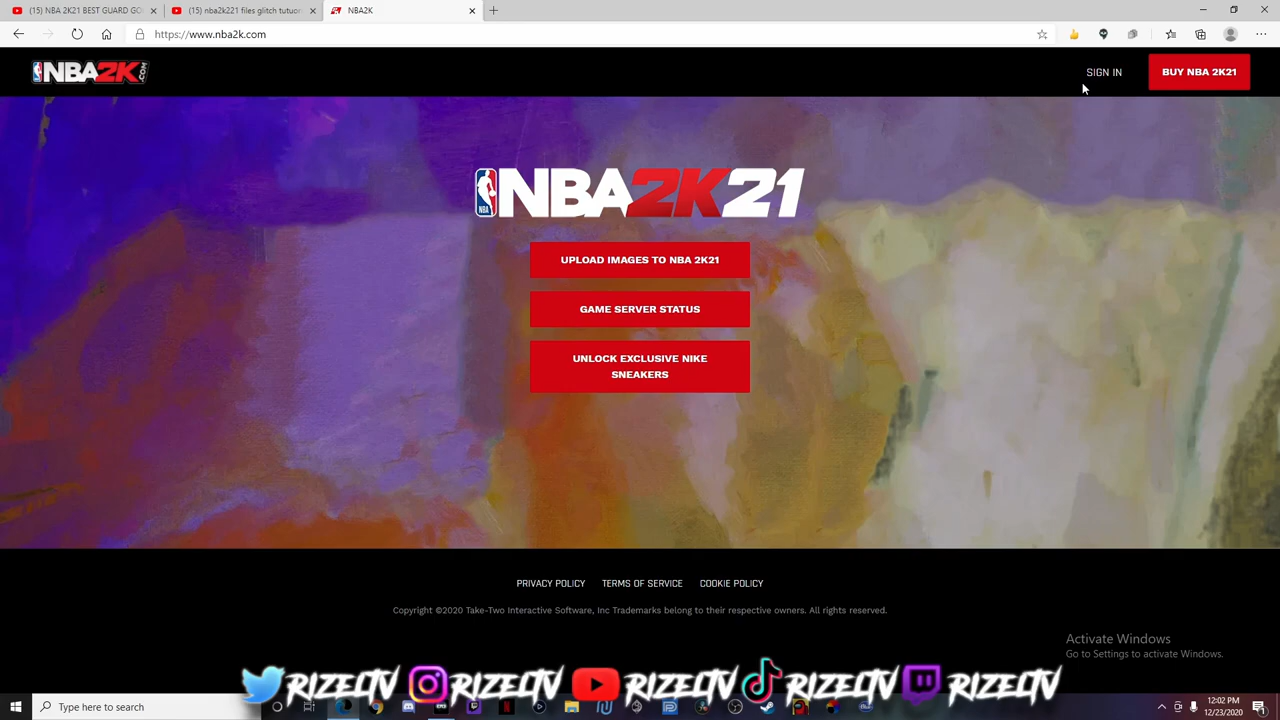 (15) NBA 2K21 BEST GUARD GO
(15) nba2k221 files glitch tutuor
NBA2K
https://www.nba2k.com
NBA2K.COM
SIGN IN
BUY NBA 2K21
NBA
NBA2K21
UPLOAD IMAGES TO NBA 2K21
GAME SERVER STATUS
UNLOCK EXCLUSIVE NIKE
SNEAKERS
PRIVACY POLICY
TERMS OF SERVICE
COOKIE POLICY
Copyright ©2020 Take-Two Interactive Software, Inc Trademarks belong to their respective owners. All rights reserved.
Activate Windows
Go to Settings to activate Windows.
RIZELTV RIZELTV RIZELTV RIZELTV RIZELTV
Type here to search
12:02 PM
12/23/2020